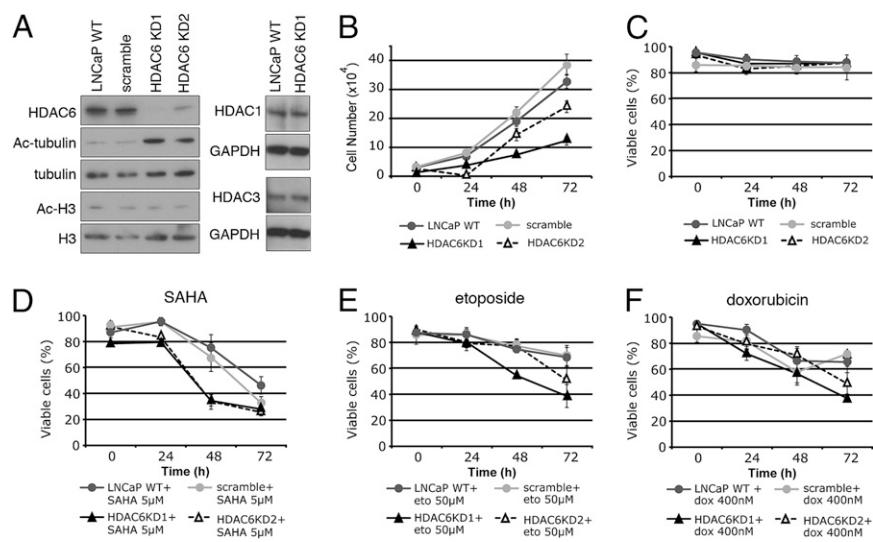 A
LNCaP WT
scramble
HDAC6 KD1
HDAC6 KD2
HDAC6
Ac-tubulin
tubulin
Ac-H3
H3
LNCaP WT
HDAC6 KD1
HDAC1
GAPDH
HDAC3
GAPDH
B
Cell Number (x10⁴)
40
30
20
10
0
0 24 48 72
Time (h)
LNCaP WT scramble
HDAC6KD1 HDAC6KD2
C
Viable cells (%)
100
80
60
40
20
0
0 24 48 72
Time (h)
LNCaP WT scramble
HDAC6KD1 HDAC6KD2
D
SAHA
Viable cells (%)
100
80
60
40
20
0
0 24 48 72
Time (h)
LNCaP WT+ scramble+
SAHA 5µM SAHA 5µM
HDAC6KD1+ HDAC6KD2+
SAHA 5µM SAHA 5µM
E
etoposide
Viable cells (%)
100
80
60
40
20
0
0 24 48 72
Time (h)
LNCaP WT+ scramble+
eto 50µM eto 50µM
HDAC6KD1+ HDAC6KD2+
eto 50µM eto 50µM
F
doxorubicin
Viable cells (%)
100
80
60
40
20
0
0 24 48 72
Time (h)
LNCaP WT + scramble+
dox 400nM dox 400nM
HDAC6KD1+ HDAC6KD2+
dox 400nM dox 400nM